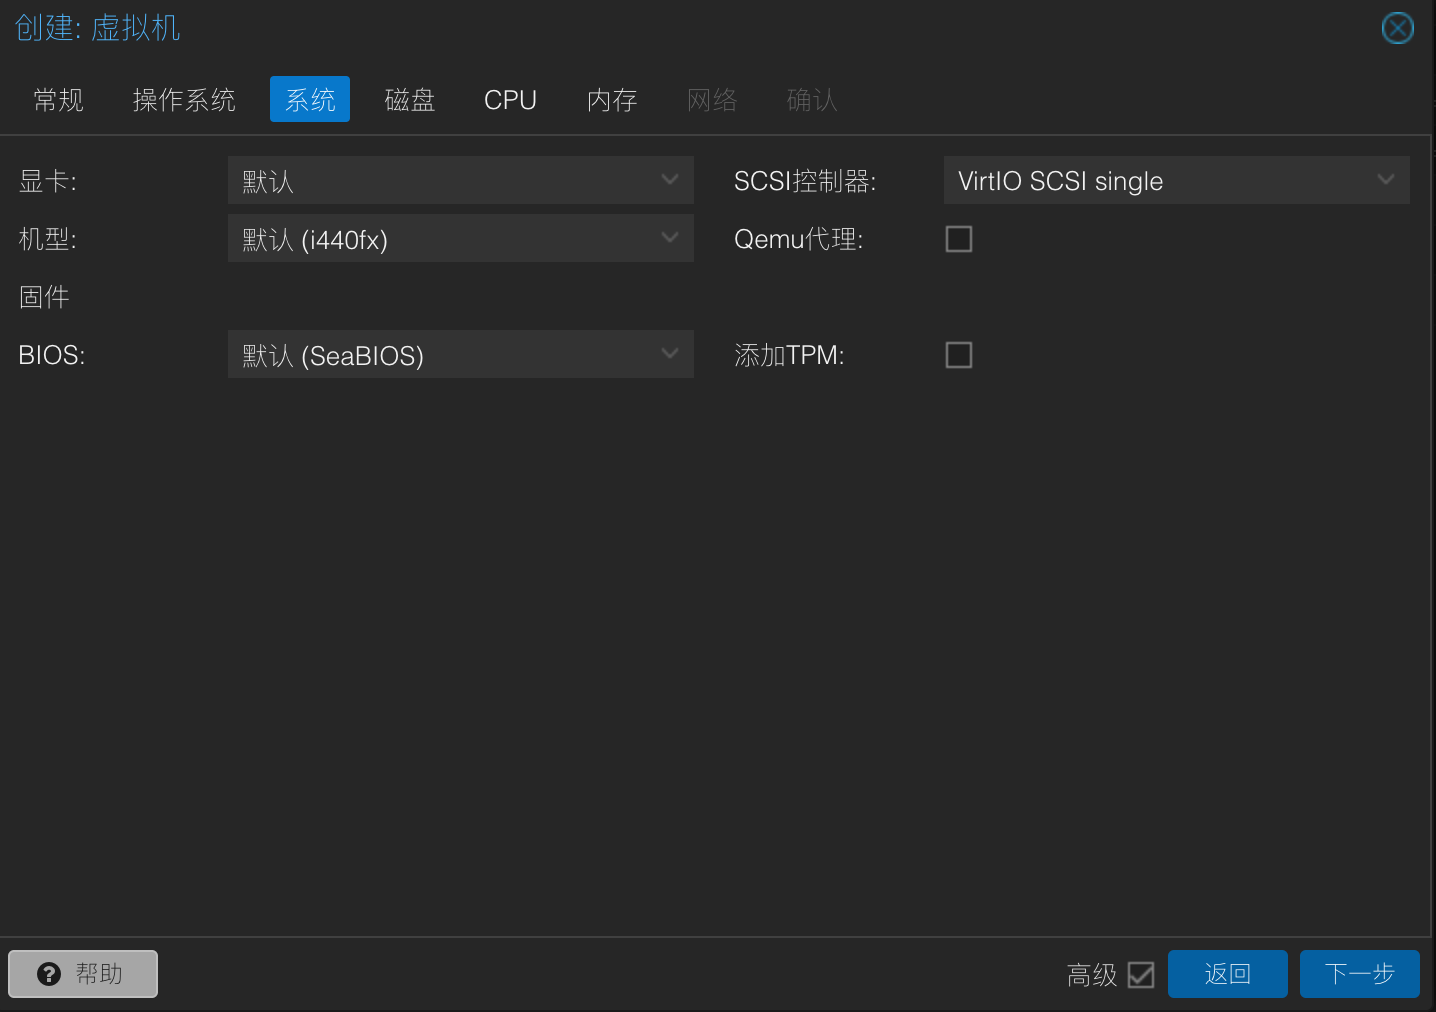 创建: 虚拟机
常规 操作系统 系统 磁盘 CPU 内存 网络 确认
显卡: 默认 SCSI控制器: VirtIO SCSI single
机型: 默认 (i440fx) Qemu代理:
固件
BIOS: 默认 (SeaBIOS) 添加TPM:
帮助 高级 返回 下一步